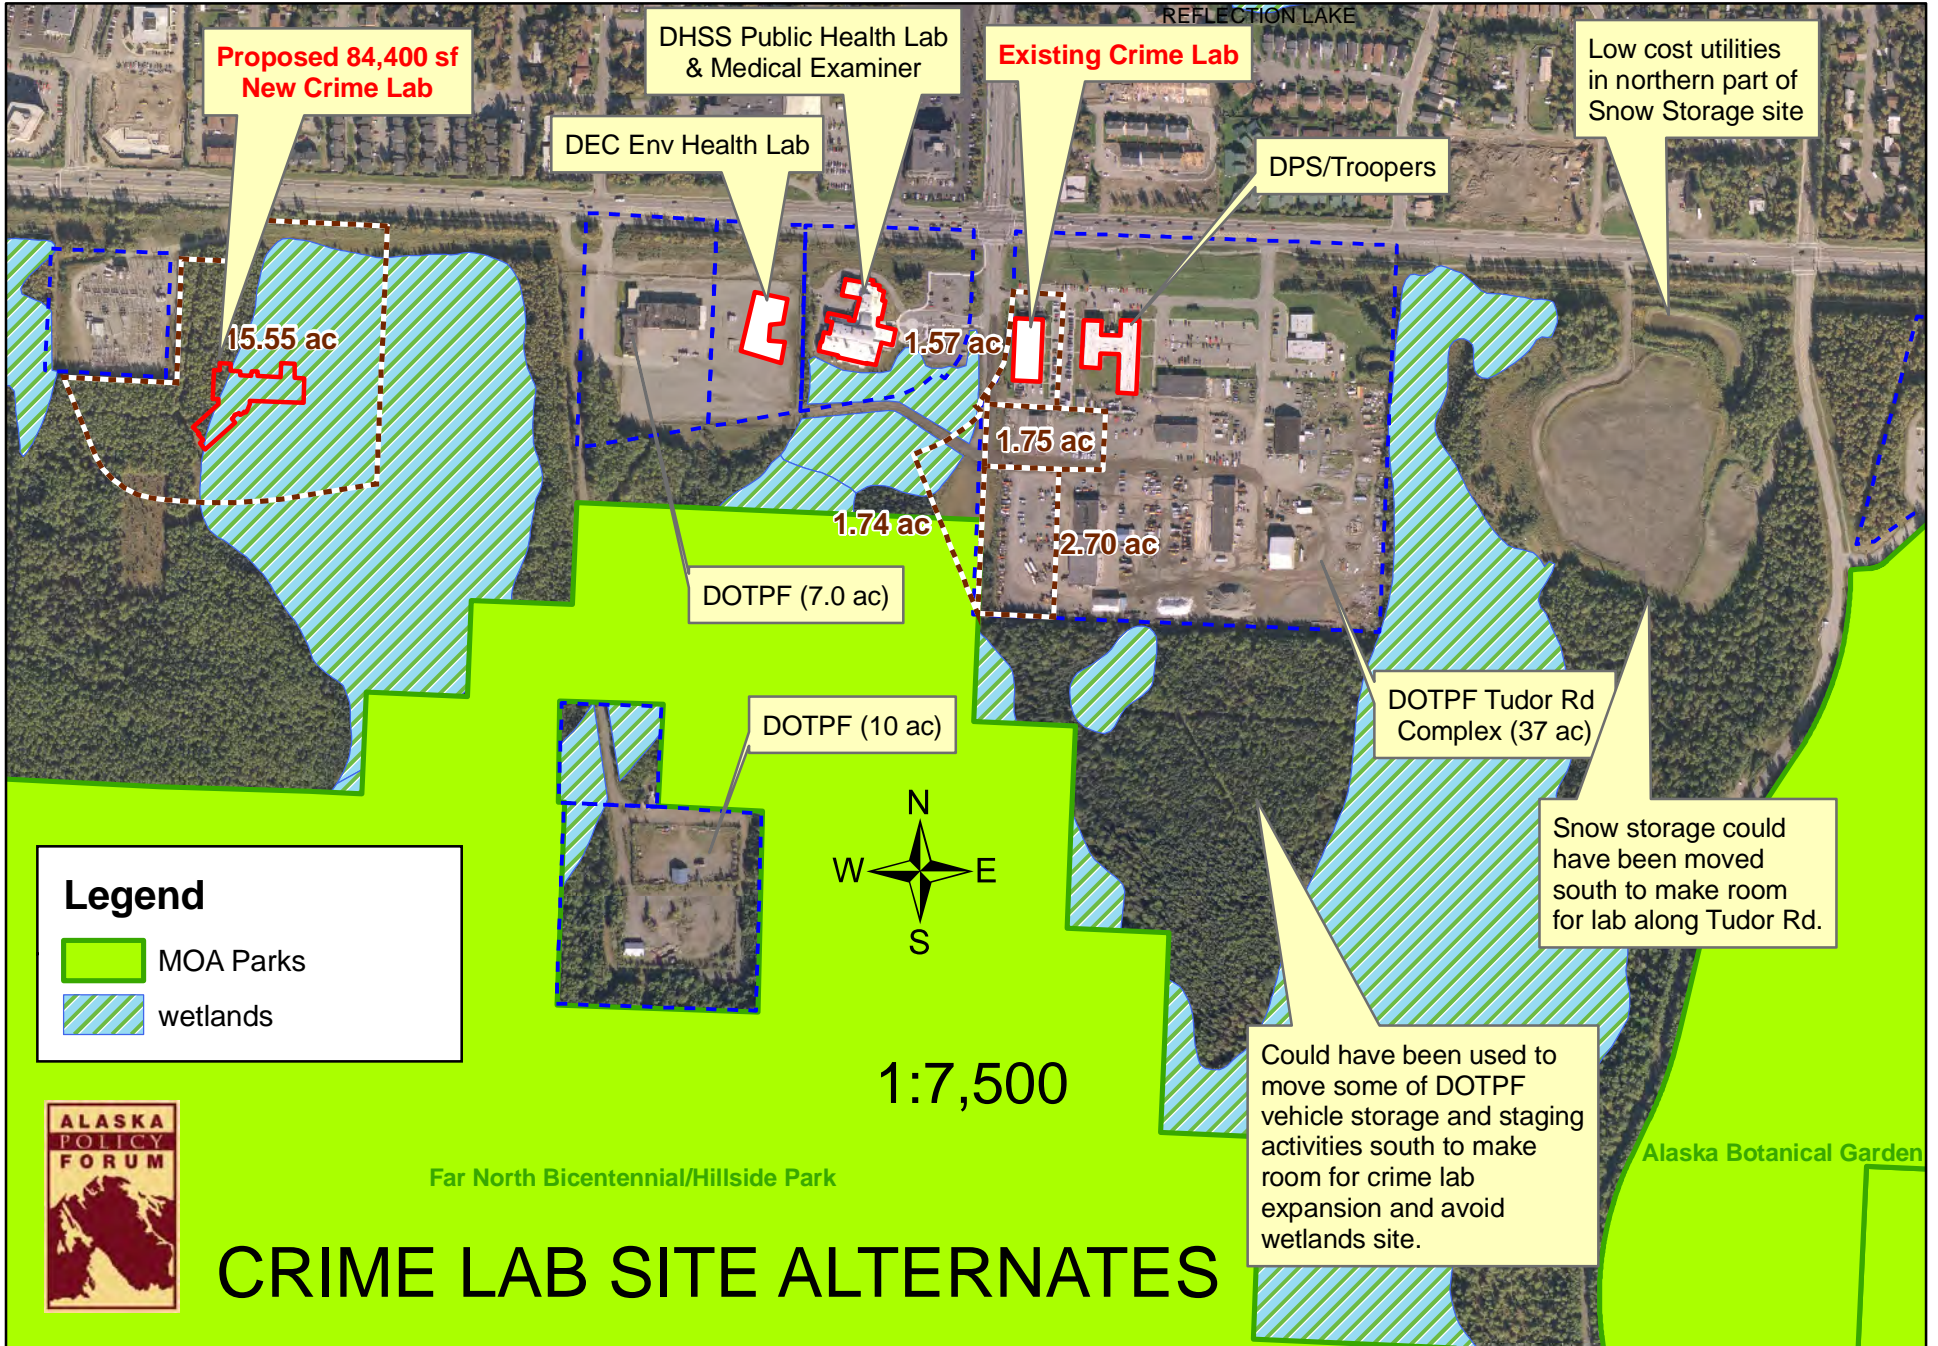 REFLECTION LAKE
Proposed 84,400 sf
New Crime Lab
DHSS Public Health Lab
& Medical Examiner
Existing Crime Lab
Low cost utilities
in northern part of
Snow Storage site
DEC Env Health Lab
DPS/Troopers
15.55 ac
1.57 ac
1.75 ac
1.74 ac
2.70 ac
DOTPF (7.0 ac)
DOTPF (10 ac)
DOTPF Tudor Rd
Complex (37 ac)
Snow storage could
have been moved
south to make room
for lab along Tudor Rd.
N
W
E
S
Legend
MOA Parks
wetlands
1:7,500
Could have been used to
move some of DOTPF
vehicle storage and staging
activities south to make
room for crime lab
expansion and avoid
wetlands site.
ALASKA
POLICY
FORUM
Far North Bicentennial/Hillside Park
Alaska Botanical Garden
CRIME LAB SITE ALTERNATES